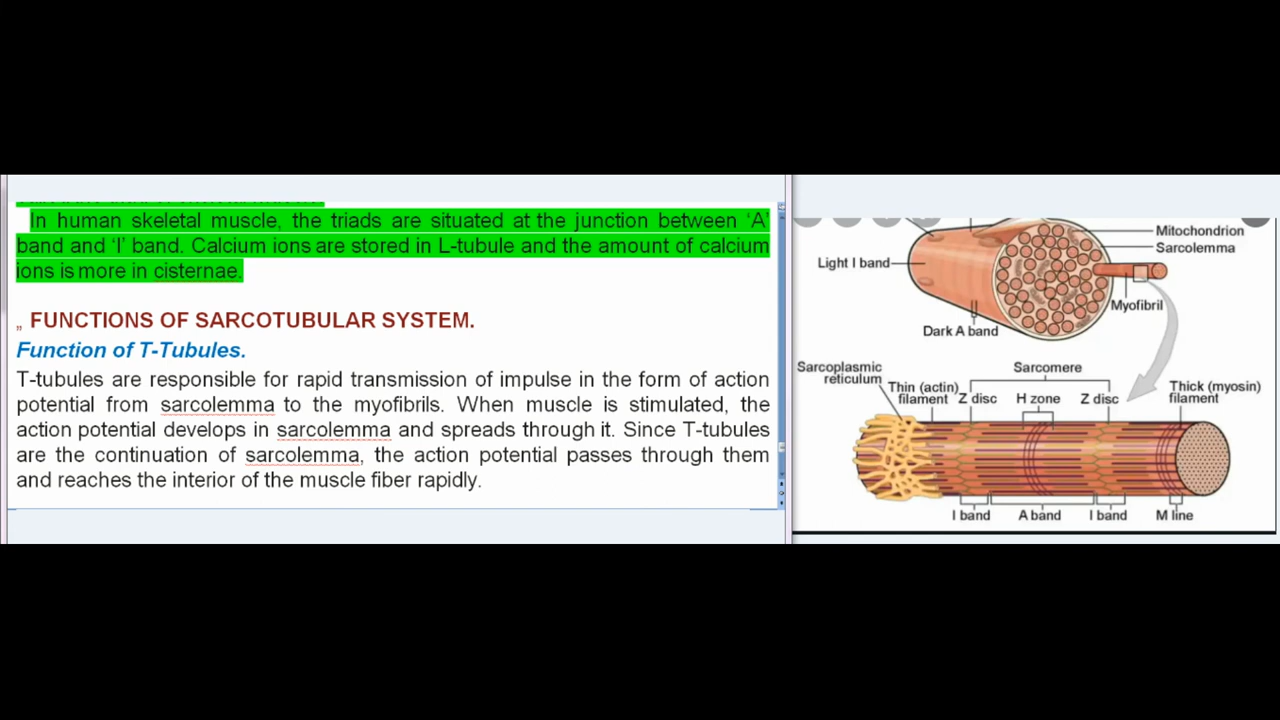 In human skeletal muscle, the triads are situated at the junction between ‘A’
band and ‘I’ band. Calcium ions are stored in L-tubule and the amount of calcium
ions is more in cisternae.
„ FUNCTIONS OF SARCOTUBULAR SYSTEM.
Function of T-Tubules.
T-tubules are responsible for rapid transmission of impulse in the form of action
potential from sarcolemma to the myofibrils. When muscle is stimulated, the
action potential develops in sarcolemma and spreads through it. Since T-tubules
are the continuation of sarcolemma, the action potential passes through them
and reaches the interior of the muscle fiber rapidly.
Mitochondrion
Sarcolemma
Light I band
Myofibril
Dark A band
Sarcoplasmic
reticulum
Sarcomere
Thin (actin)
filament
Z disc
H zone
Z disc
Thick (myosin)
filament
I band
A band
I band
M line